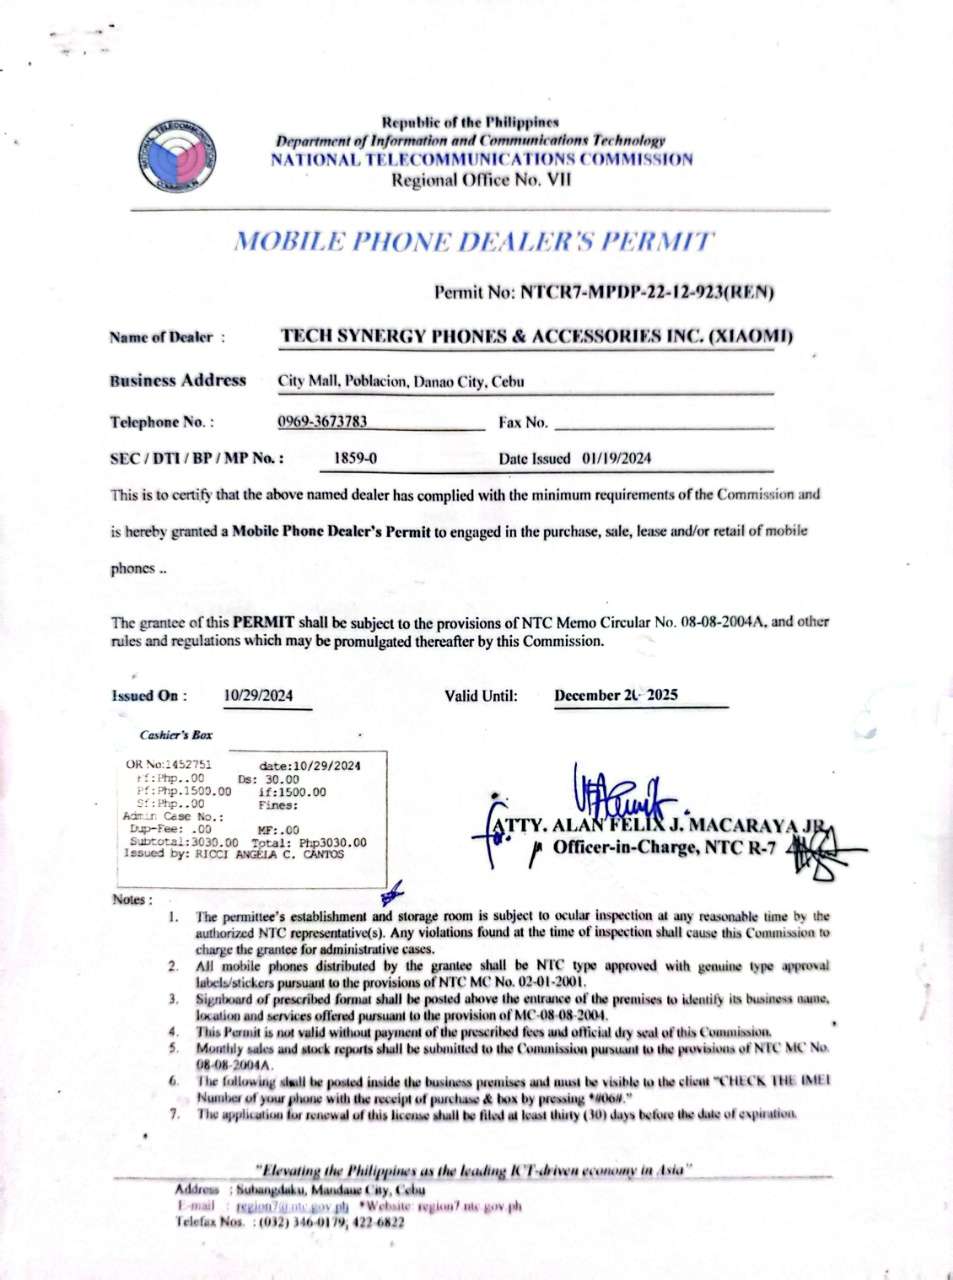 Republic of the Philippines
Department of Information and Communications Technology
NATIONAL TELECOMMUNICATIONS COMMISSION
Regional Office No. VII
NATIONAL TELECOMMUNICATIONS COMMISSION
MOBILE PHONE DEALER'S PERMIT
Permit No: NTCR7-MPDP-22-12-923(REN)
Name of Dealer : TECH SYNERGY PHONES & ACCESSORIES INC. (XIAOMI)
Business Address City Mall, Poblacion, Danao City, Cebu
Telephone No. : 0969-3673783 Fax No.
SEC / DTI / BP / MP No. : 1859-0 Date Issued 01/19/2024
This is to certify that the above named dealer has complied with the minimum requirements of the Commission and
is hereby granted a Mobile Phone Dealer's Permit to engaged in the purchase, sale, lease and/or retail of mobile
phones ..
The grantee of this PERMIT shall be subject to the provisions of NTC Memo Circular No. 08-08-2004A, and other
rules and regulations which may be promulgated thereafter by this Commission.
Issued On : 10/29/2024 Valid Until: December 2025
Cashier's Box
OR No:1452751 date:10/29/2024
rf:Php..00 Ds: 30.00
Pf:Php.1500.00 if:1500.00
Sf:Php..00 Fines:
Admin Case No.:
Dup-Fee: .00 MF:.00
Subtotal:3030.00 Total: Php3030.00
Issued by: RICCI ANGELA C. CANTOS
for:
ATTY. ALAN FELIX J. MACARAYA JR.
Officer-in-Charge, NTC R-7
Notes :
1. The permittee's establishment and storage room is subject to ocular inspection at any reasonable time by the
authorized NTC representative(s). Any violations found at the time of inspection shall cause this Commission to
charge the grantee for administrative cases.
2. All mobile phones distributed by the grantee shall be NTC type approved with genuine type approval
labels/stickers pursuant to the provisions of NTC MC No. 02-01-2001.
3. Signboard of prescribed format shall be posted above the entrance of the premises to identify its business name,
location and services offered pursuant to the provision of MC-08-08-2004.
4. This Permit is not valid without payment of the prescribed fees and official dry seal of this Commission.
5. Monthly sales and stock reports shall be submitted to the Commission pursuant to the provisions of NTC MC No.
08-08-2004A.
6. The following shall be posted inside the business premises and must be visible to the client "CHECK THE IMEI
Number of your phone with the receipt of purchase & box by pressing *#06#."
7. The application for renewal of this license shall be filed at least thirty (30) days before the date of expiration.
"Elevating the Philippines as the leading ICT-driven economy in Asia"
Address : Subangdaku, Mandaue City, Cebu
E-mail : region7@ntc.gov.ph *Website: region7.ntc.gov.ph
Telefax Nos. : (032) 346-0179; 422-6822